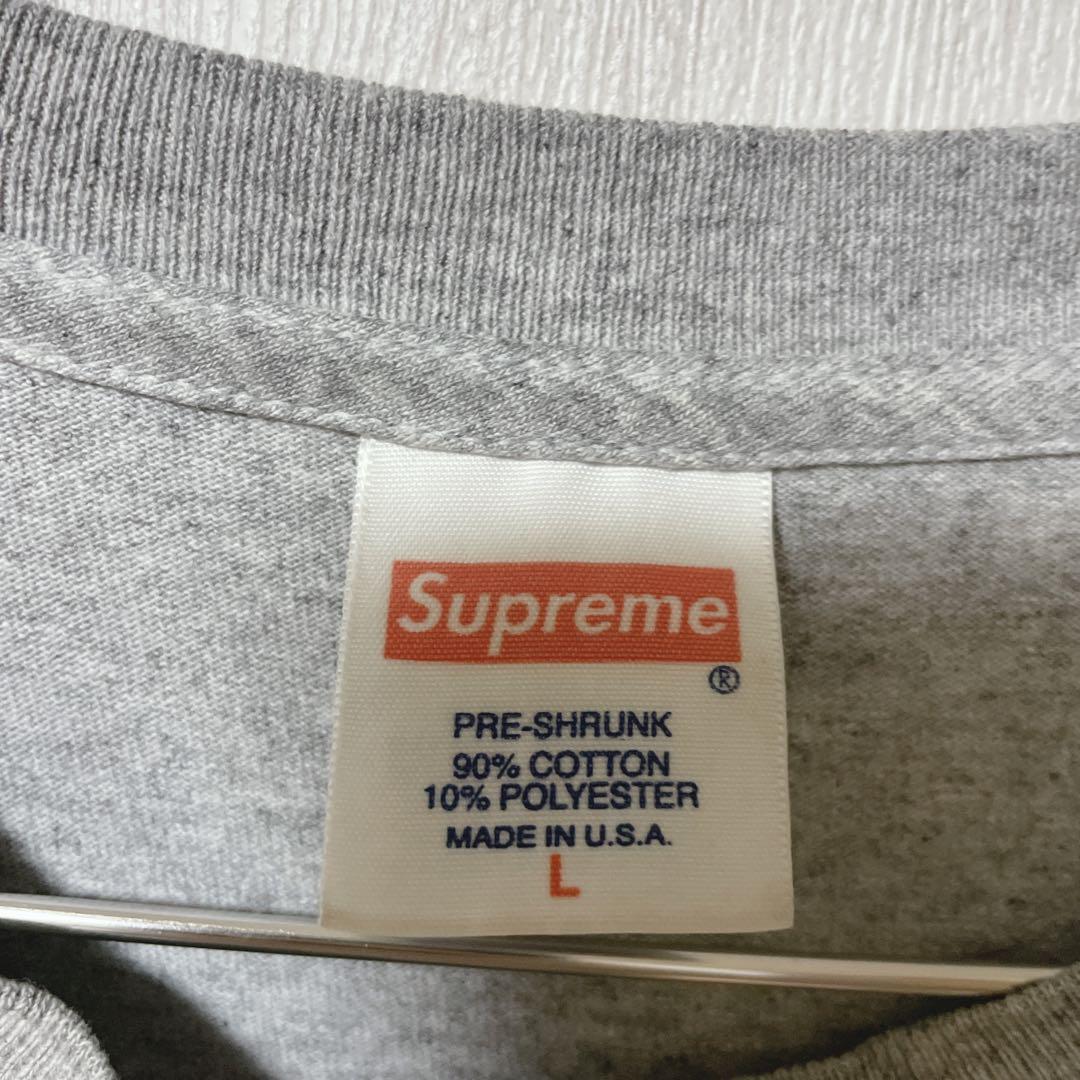 Supreme
®
PRE-SHRUNK
90% COTTON
10% POLYESTER
MADE IN U.S.A.
L